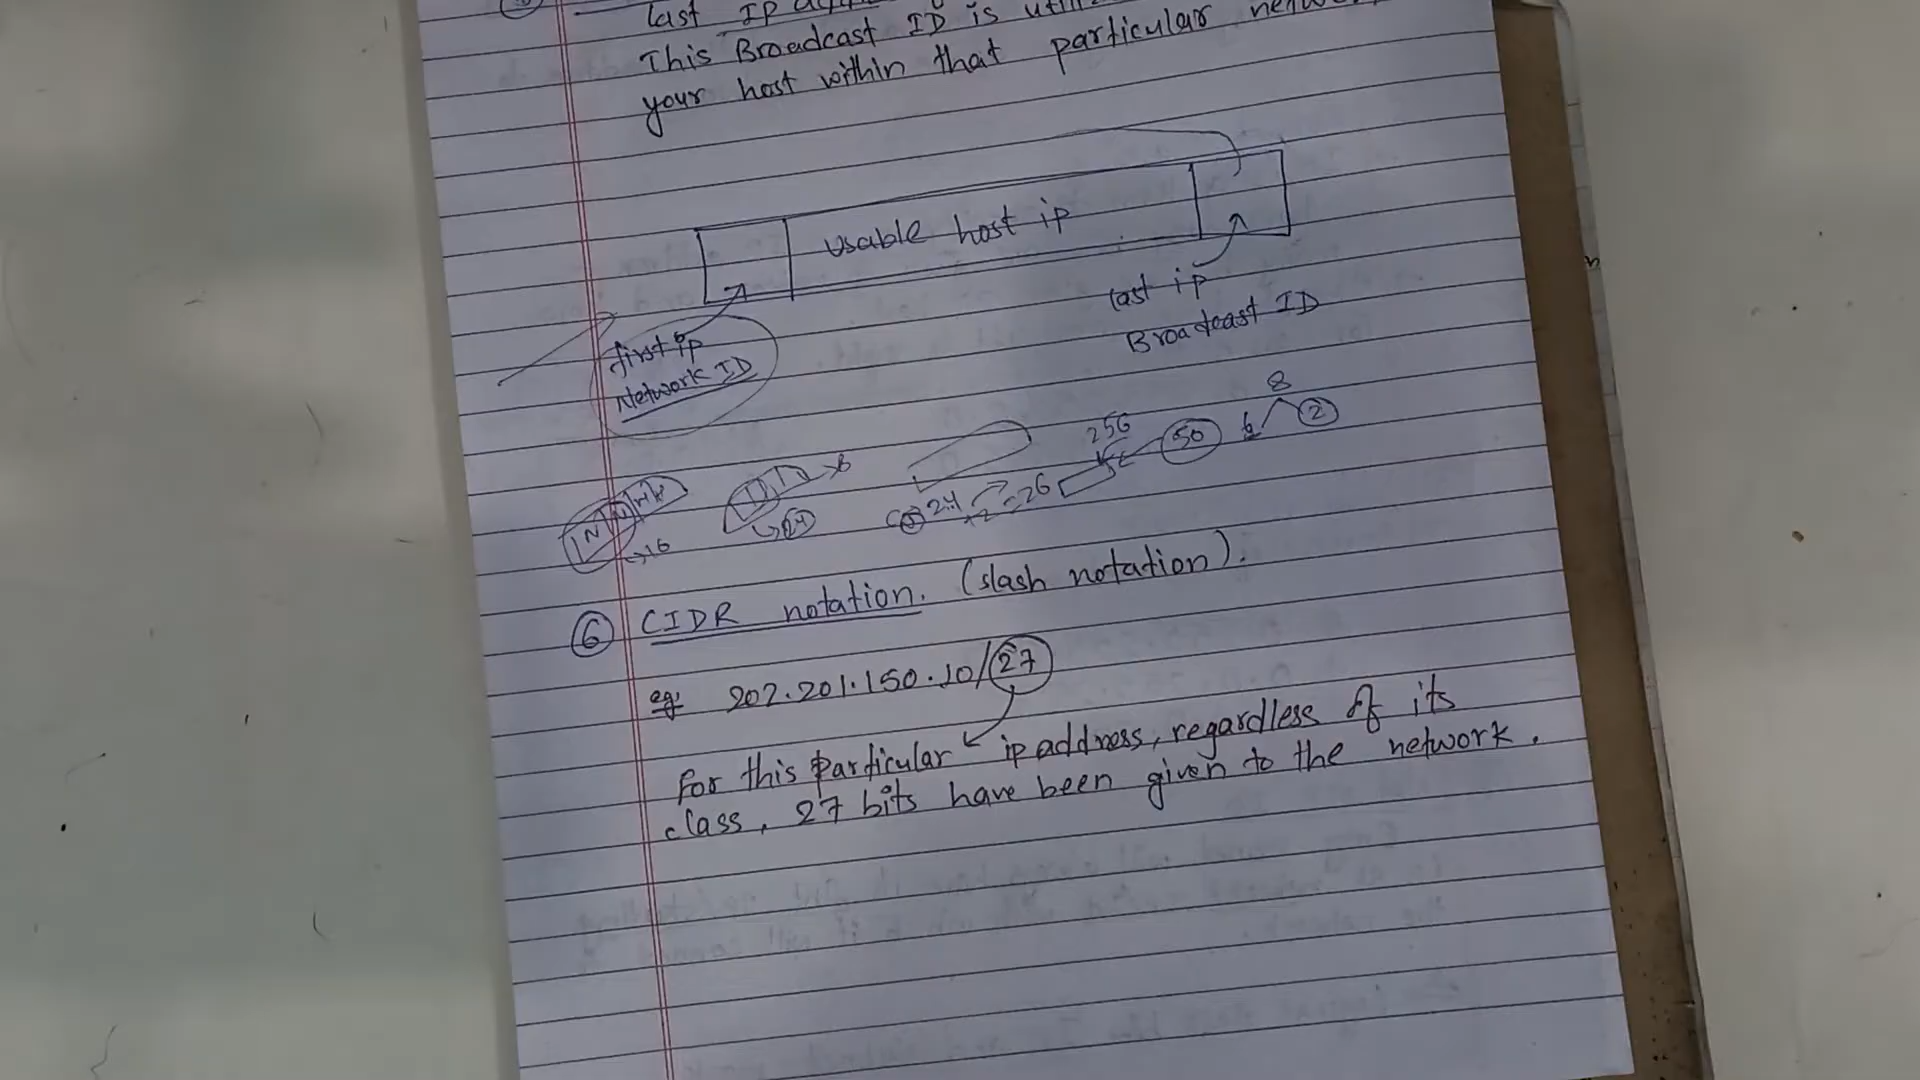 last IP
This Broadcast ID is
your host within that particular
usable host ip
first ip
Network ID
last ip
Broadcast ID
8
256
50
6
2
24
26
16
⑥ CIDR notation. (slash notation).
eg: 202.201.150.10/27
For this particular ip address, regardless of its
class, 27 bits have been given to the network.